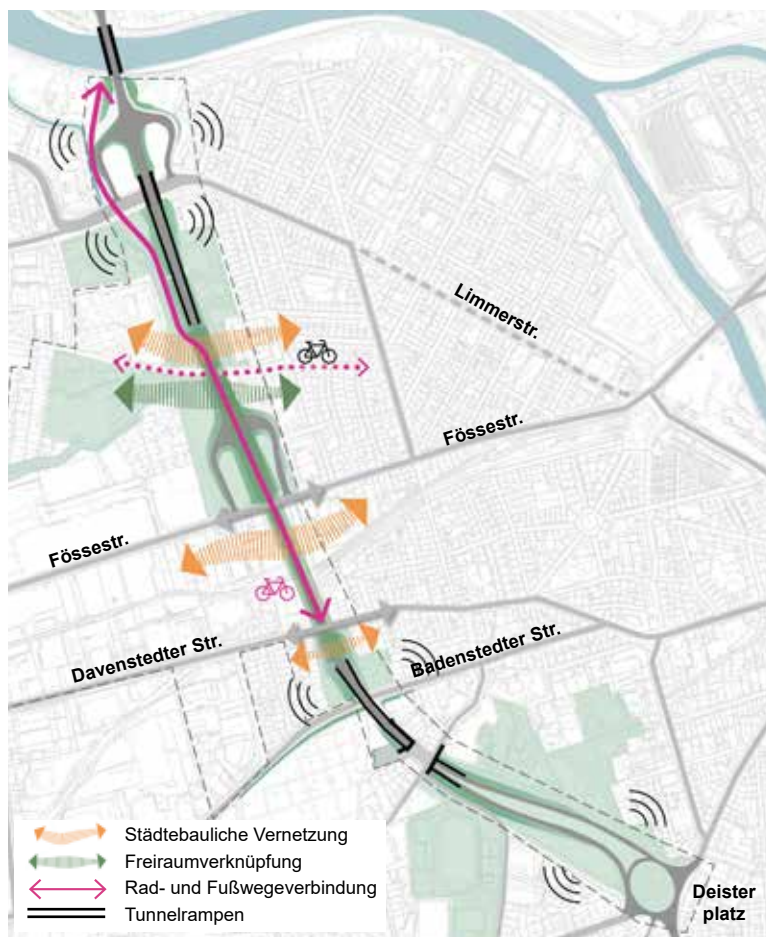 Limmerstr.
Fössestr.
Fössestr.
Davenstedter Str.
Badenstedter Str.
Städtebauliche Vernetzung
Freiraumverknüpfung
Rad- und Fußwegeverbindung
Tunnelrampen
Deister
platz